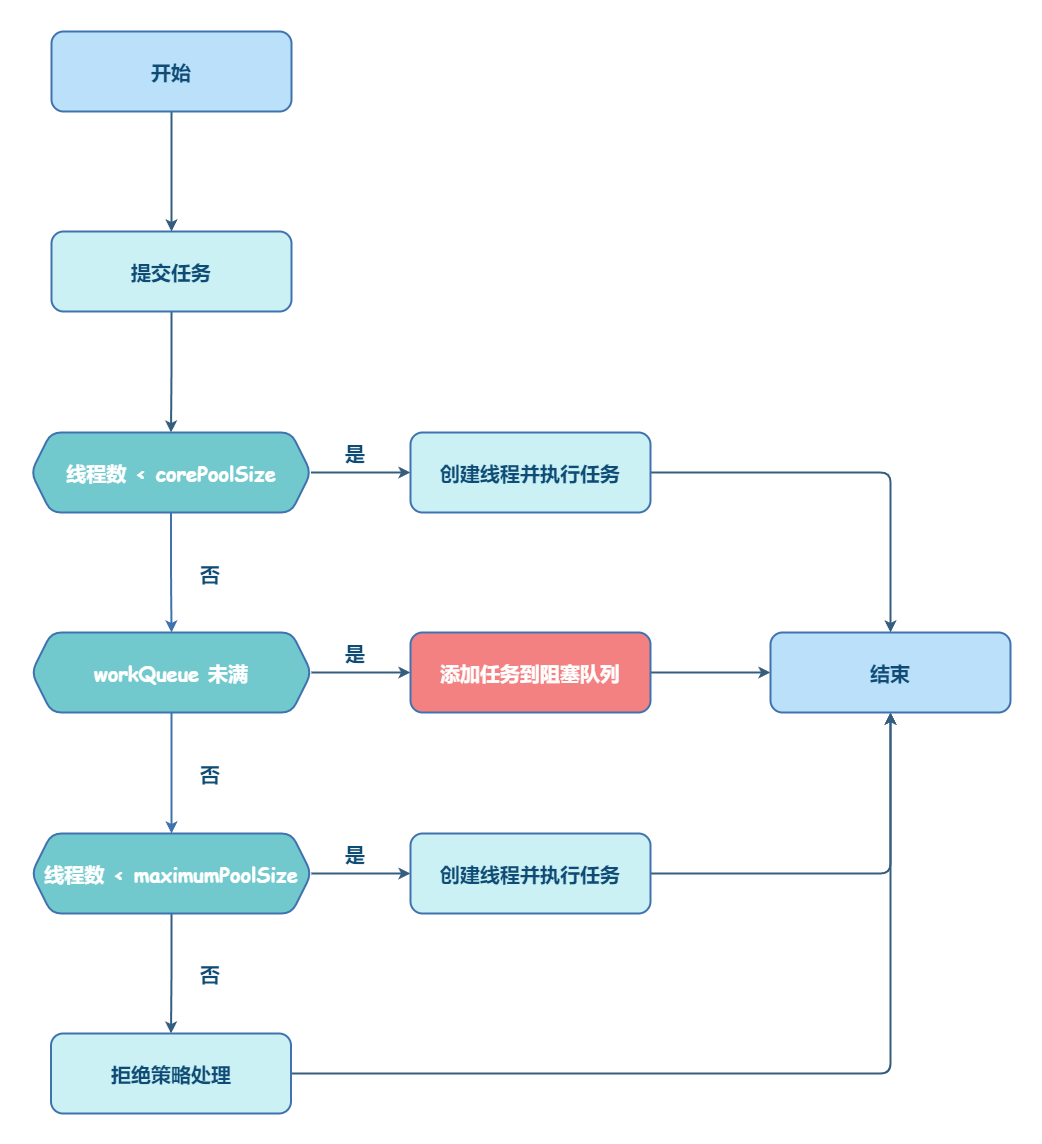 开始
提交任务
线程数 < corePoolSize
是
创建线程并执行任务
否
workQueue 未满
是
添加任务到阻塞队列
结束
否
线程数 < maximumPoolSize
是
创建线程并执行任务
否
拒绝策略处理